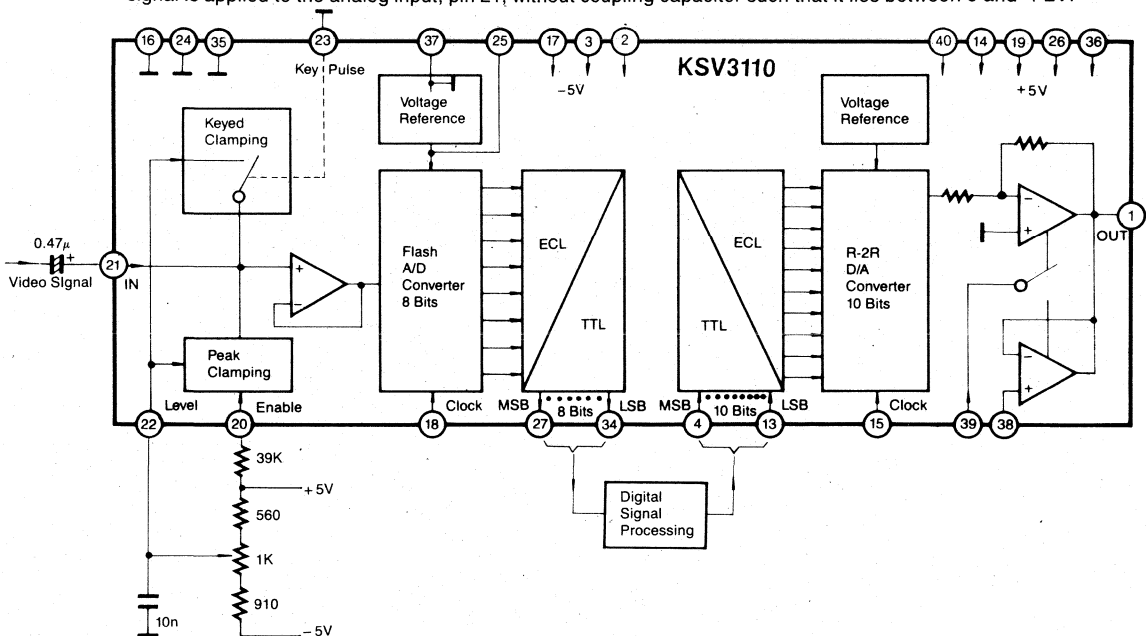 16 24 35 23 37 25 17 3 2 40 14 19 26 36
Key Pulse
-5V
KSV3110
+5V
Keyed
Clamping
Voltage
Reference
Voltage
Reference
0.47μ
+
Video Signal
21
IN
+
-
Flash
A/D
Converter
8 Bits
ECL
TTL
ECL
TTL
R-2R
D/A
Converter
10 Bits
-
+
1
OUT
-
+
Peak
Clamping
Level
Enable
Clock
MSB
8 Bits
LSB
MSB
10 Bits
LSB
Clock
22 20 18 27 34 4 13 15 39 38
39K
+5V
560
1K
910
-5V
10n
Digital
Signal
Processing